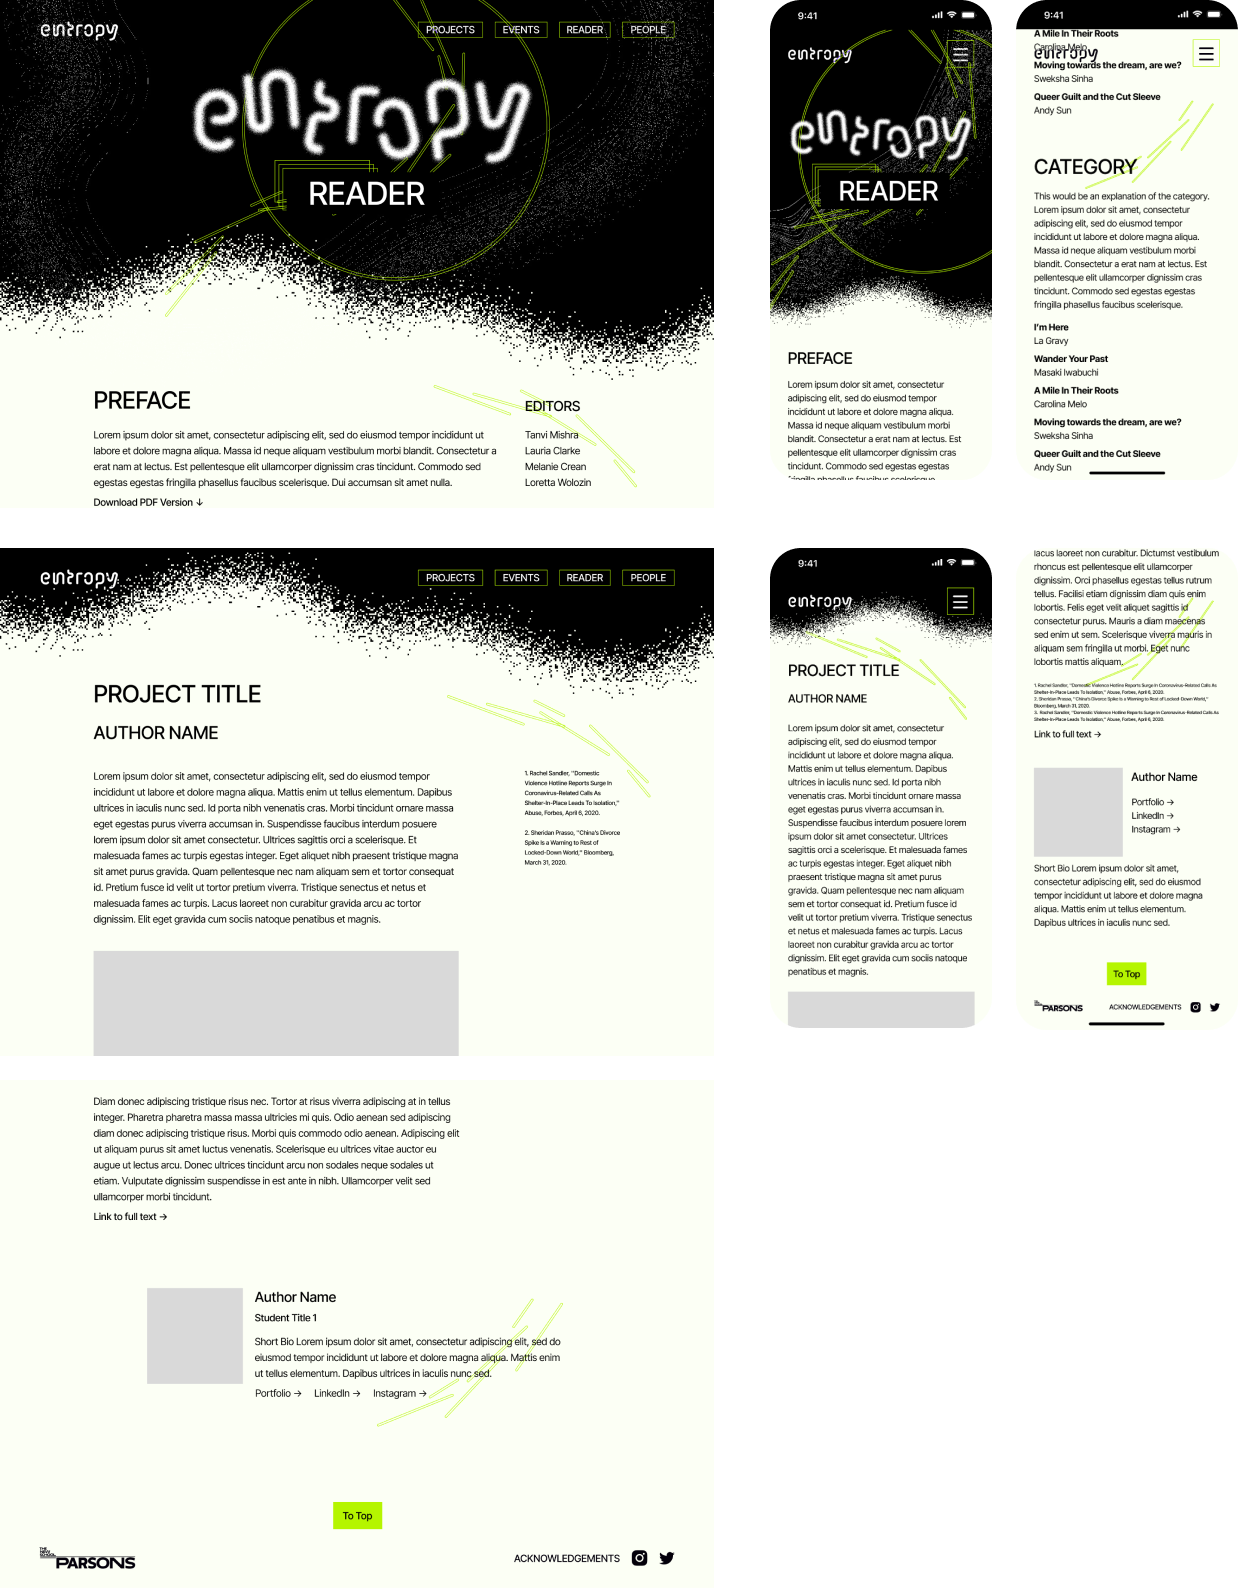 entropy
PROJECTS EVENTS READER PEOPLE
entropy
READER
PREFACE
Lorem ipsum dolor sit amet, consectetur adipiscing elit, sed do eiusmod tempor incididunt ut
labore et dolore magna aliqua. Massa id neque aliquam vestibulum morbi blandit. Consectetur a
erat nam at lectus. Est pellentesque elit ullamcorper dignissim cras tincidunt. Commodo sed
egestas egestas fringilla phasellus faucibus scelerisque. Dui accumsan sit amet nulla.
Download PDF Version ↓
EDITORS
Tanvi Mishra
Lauria Clarke
Melanie Crean
Loretta Wolozin
9:41
entropy
entropy
READER
PREFACE
Lorem ipsum dolor sit amet, consectetur
adipiscing elit, sed do eiusmod tempor
incididunt ut labore et dolore magna aliqua.
Massa id neque aliquam vestibulum morbi
blandit. Consectetur a erat nam at lectus. Est
pellentesque elit ullamcorper dignissim cras
tincidunt. Commodo sed egestas egestas
fringilla phasellus faucibus scelerisque.
9:41
A Mile In Their Roots
Carolina Melo
entropy
Moving towards the dream, are we?
Sweksha Sinha
Queer Guilt and the Cut Sleeve
Andy Sun
CATEGORY
This would be an explanation of the category.
Lorem ipsum dolor sit amet, consectetur
adipiscing elit, sed do eiusmod tempor
incididunt ut labore et dolore magna aliqua.
Massa id neque aliquam vestibulum morbi
blandit. Consectetur a erat nam at lectus. Est
pellentesque elit ullamcorper dignissim cras
tincidunt. Commodo sed egestas egestas
fringilla phasellus faucibus scelerisque.
I'm Here
La Gravy
Wander Your Past
Masaki Iwabuchi
A Mile In Their Roots
Carolina Melo
Moving towards the dream, are we?
Sweksha Sinha
Queer Guilt and the Cut Sleeve
Andy Sun
entropy
PROJECTS EVENTS READER PEOPLE
PROJECT TITLE
AUTHOR NAME
Lorem ipsum dolor sit amet, consectetur adipiscing elit, sed do eiusmod tempor
incididunt ut labore et dolore magna aliqua. Mattis enim ut tellus elementum. Dapibus
ultrices in iaculis nunc sed. Id porta nibh venenatis cras. Morbi tincidunt ornare massa
eget egestas purus viverra accumsan in. Suspendisse faucibus interdum posuere
lorem ipsum dolor sit amet consectetur. Ultrices sagittis orci a scelerisque. Et
malesuada fames ac turpis egestas integer. Eget aliquet nibh praesent tristique magna
sit amet purus gravida. Quam pellentesque nec nam aliquam sem et tortor consequat
id. Pretium fusce id velit ut tortor pretium viverra. Tristique senectus et netus et
malesuada fames ac turpis. Lacus laoreet non curabitur gravida arcu ac tortor
dignissim. Elit eget gravida cum sociis natoque penatibus et magnis.
1. Rachel Sandler, "Domestic
Violence Hotline Reports Surge In
Coronavirus-Related Calls As
Shelter-In-Place Leads To Isolation,"
Abuse, Forbes, April 6, 2020.
2. Sheridan Prasso, "China's Divorce
Spike Is a Warning to Rest of
Locked-Down World," Bloomberg,
March 31, 2020.
9:41
entropy
PROJECT TITLE
AUTHOR NAME
Lorem ipsum dolor sit amet, consectetur
adipiscing elit, sed do eiusmod tempor
incididunt ut labore et dolore magna aliqua.
Mattis enim ut tellus elementum. Dapibus
ultrices in iaculis nunc sed. Id porta nibh
venenatis cras. Morbi tincidunt ornare massa
eget egestas purus viverra accumsan in.
Suspendisse faucibus interdum posuere lorem
ipsum dolor sit amet consectetur. Ultrices
sagittis orci a scelerisque. Et malesuada fames
ac turpis egestas integer. Eget aliquet nibh
praesent tristique magna sit amet purus
gravida. Quam pellentesque nec nam aliquam
sem et tortor consequat id. Pretium fusce id
velit ut tortor pretium viverra. Tristique senectus
et netus et malesuada fames ac turpis. Lacus
laoreet non curabitur gravida arcu ac tortor
dignissim. Elit eget gravida cum sociis natoque
penatibus et magnis.
lacus laoreet non curabitur. Dictumst vestibulum
rhoncus est pellentesque elit ullamcorper
dignissim. Orci phasellus egestas tellus rutrum
tellus. Facilisi etiam dignissim diam quis enim
lobortis. Felis eget velit aliquet sagittis id
consectetur purus. Mauris a diam maecenas
sed enim ut sem. Scelerisque viverra mauris in
aliquam sem fringilla ut morbi. Eget nunc
lobortis mattis aliquam.
1. Rachel Sandler, "Domestic Violence Hotline Reports Surge In Coronavirus-Related Calls As
Shelter-In-Place Leads To Isolation," Abuse, Forbes, April 6, 2020.
2. Sheridan Prasso, "China's Divorce Spike Is a Warning to Rest of Locked-Down World,"
Bloomberg, March 31, 2020.
3. Rachel Sandler, "Domestic Violence Hotline Reports Surge In Coronavirus-Related Calls As
Shelter-In-Place Leads To Isolation," Abuse, Forbes, April 6, 2020.
Link to full text →
Author Name
Portfolio →
LinkedIn →
Instagram →
Short Bio Lorem ipsum dolor sit amet,
consectetur adipiscing elit, sed do eiusmod
tempor incididunt ut labore et dolore magna
aliqua. Mattis enim ut tellus elementum.
Dapibus ultrices in iaculis nunc sed.
To Top
PARSONS
ACKNOWLEDGEMENTS
Diam donec adipiscing tristique risus nec. Tortor at risus viverra adipiscing at in tellus
integer. Pharetra pharetra massa massa ultricies mi quis. Odio aenean sed adipiscing
diam donec adipiscing tristique risus. Morbi quis commodo odio aenean. Adipiscing elit
ut aliquam purus sit amet luctus venenatis. Scelerisque eu ultrices vitae auctor eu
augue ut lectus arcu. Donec ultrices tincidunt arcu non sodales neque sodales ut
etiam. Vulputate dignissim suspendisse in est ante in nibh. Ullamcorper velit sed
ullamcorper morbi tincidunt.
Link to full text →
Author Name
Student Title 1
Short Bio Lorem ipsum dolor sit amet, consectetur adipiscing elit, sed do
eiusmod tempor incididunt ut labore et dolore magna aliqua. Mattis enim
ut tellus elementum. Dapibus ultrices in iaculis nunc sed.
Portfolio → LinkedIn → Instagram →
To Top
THE
NEW
SCHOOL
PARSONS
ACKNOWLEDGEMENTS